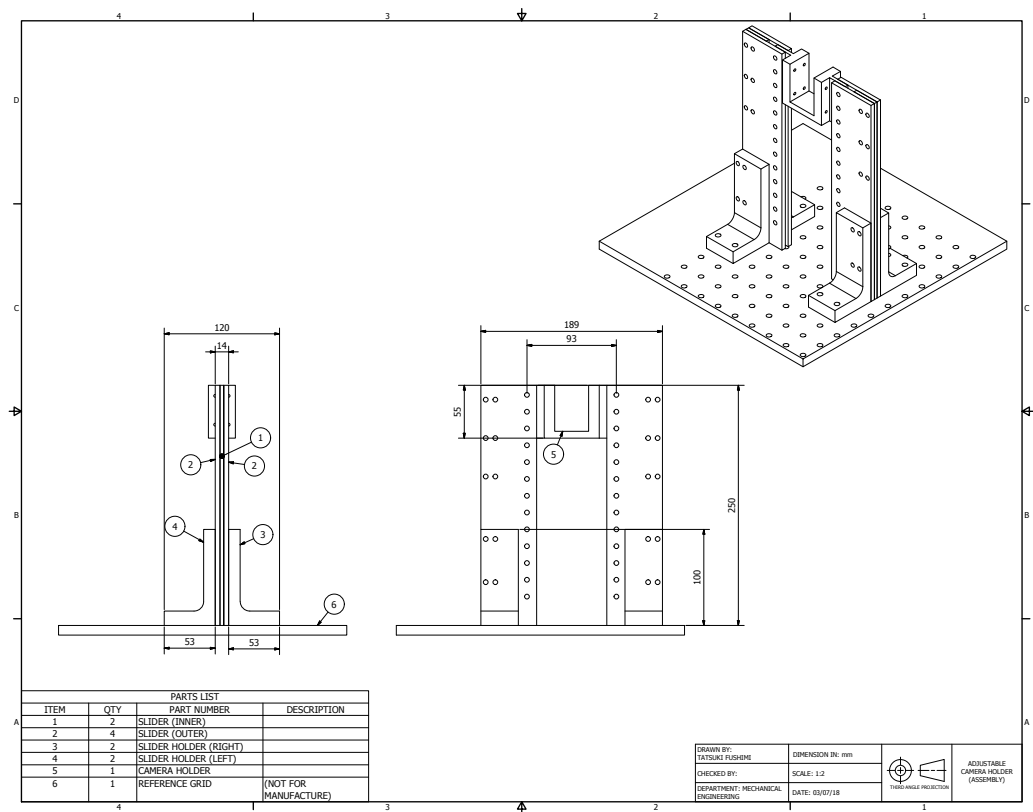 4 3 2 1
D D
C C
B B
A A
4 3 2 1
120
14
1
2 2
4 3
6
53 53
189
93
55
5
250
100
PARTS LIST
ITEM QTY PART NUMBER DESCRIPTION
1 2 SLIDER (INNER)
2 4 SLIDER (OUTER)
3 2 SLIDER HOLDER (RIGHT)
4 2 SLIDER HOLDER (LEFT)
5 1 CAMERA HOLDER
6 1 REFERENCE GRID (NOT FOR
MANUFACTURE)
DRAWN BY:
TATSUKI FUSHIMI
DIMENSION IN: mm
CHECKED BY:
SCALE: 1:2
DEPARTMENT: MECHANICAL
ENGINEERING
DATE: 03/07/18
THIRD ANGLE PROJECTION
ADJUSTABLE
CAMERA HOLDER
(ASSEMBLY)